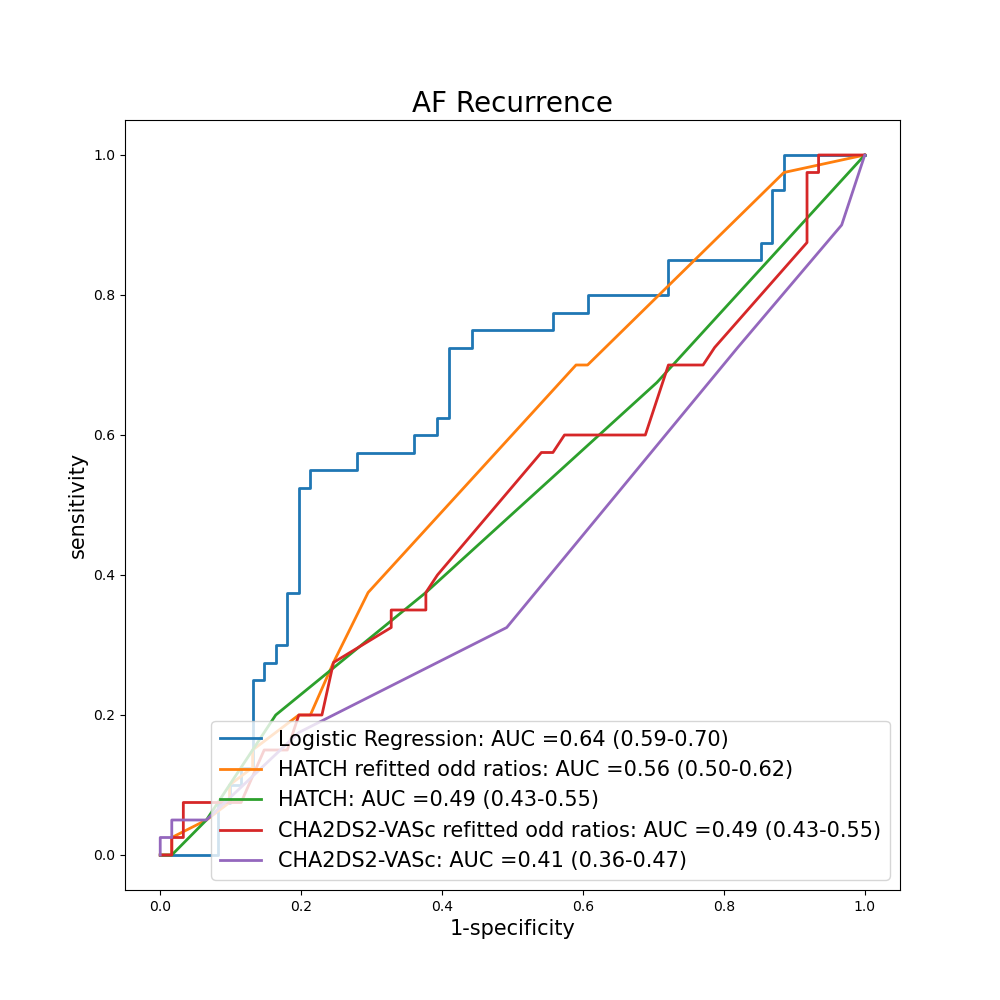 AF Recurrence
1.0
0.8
0.6
0.4
0.2
0.0
sensitivity
Logistic Regression: AUC =0.64 (0.59-0.70)
HATCH refitted odd ratios: AUC =0.56 (0.50-0.62)
HATCH: AUC =0.49 (0.43-0.55)
CHA2DS2-VASc refitted odd ratios: AUC =0.49 (0.43-0.55)
CHA2DS2-VASc: AUC =0.41 (0.36-0.47)
0.0 0.2 0.4 0.6 0.8 1.0
1-specificity